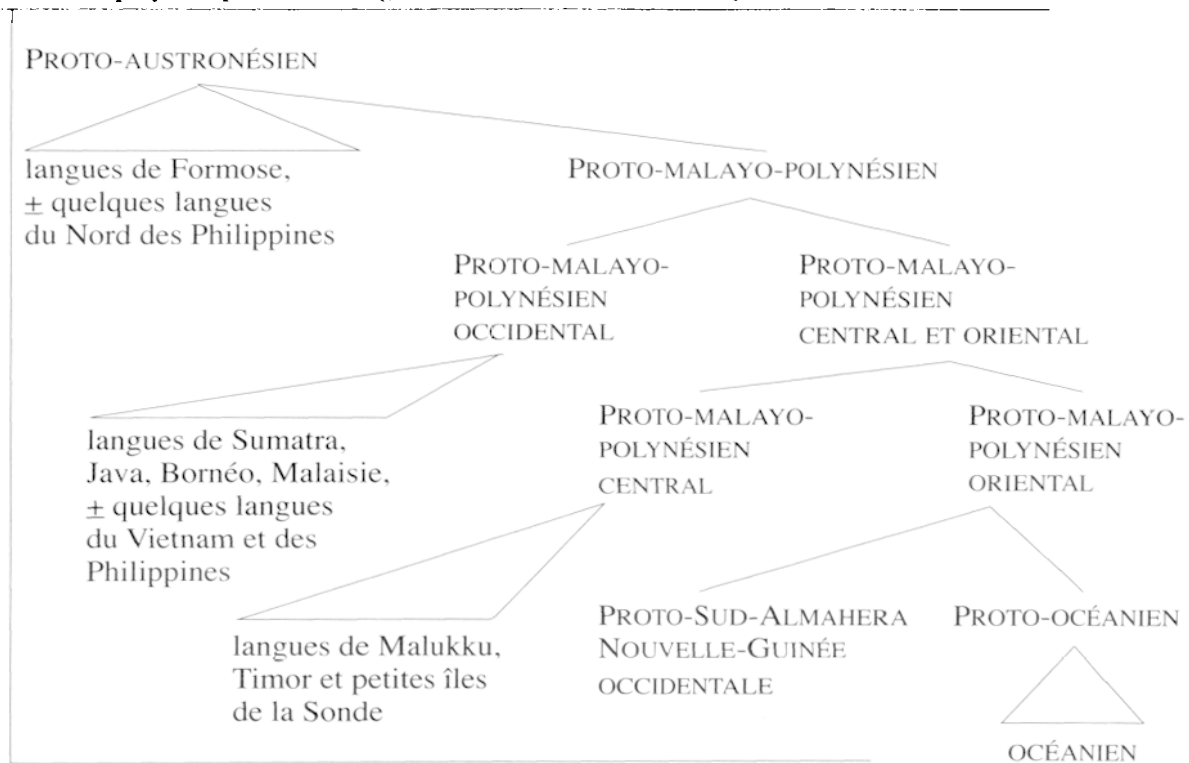 PROTO-AUSTRONÉSIEN
langues de Formose,
± quelques langues
du Nord des Philippines
PROTO-MALAYO-POLYNÉSIEN
PROTO-MALAYO-
POLYNÉSIEN
OCCIDENTAL
PROTO-MALAYO-
POLYNÉSIEN
CENTRAL ET ORIENTAL
langues de Sumatra,
Java, Bornéo, Malaisie,
± quelques langues
du Vietnam et des
Philippines
PROTO-MALAYO-
POLYNÉSIEN
CENTRAL
PROTO-MALAYO-
POLYNÉSIEN
ORIENTAL
langues de Malukku,
Timor et petites îles
de la Sonde
PROTO-SUD-ALMAHERA
NOUVELLE-GUINÉE
OCCIDENTALE
PROTO-OCÉANIEN
OCÉANIEN